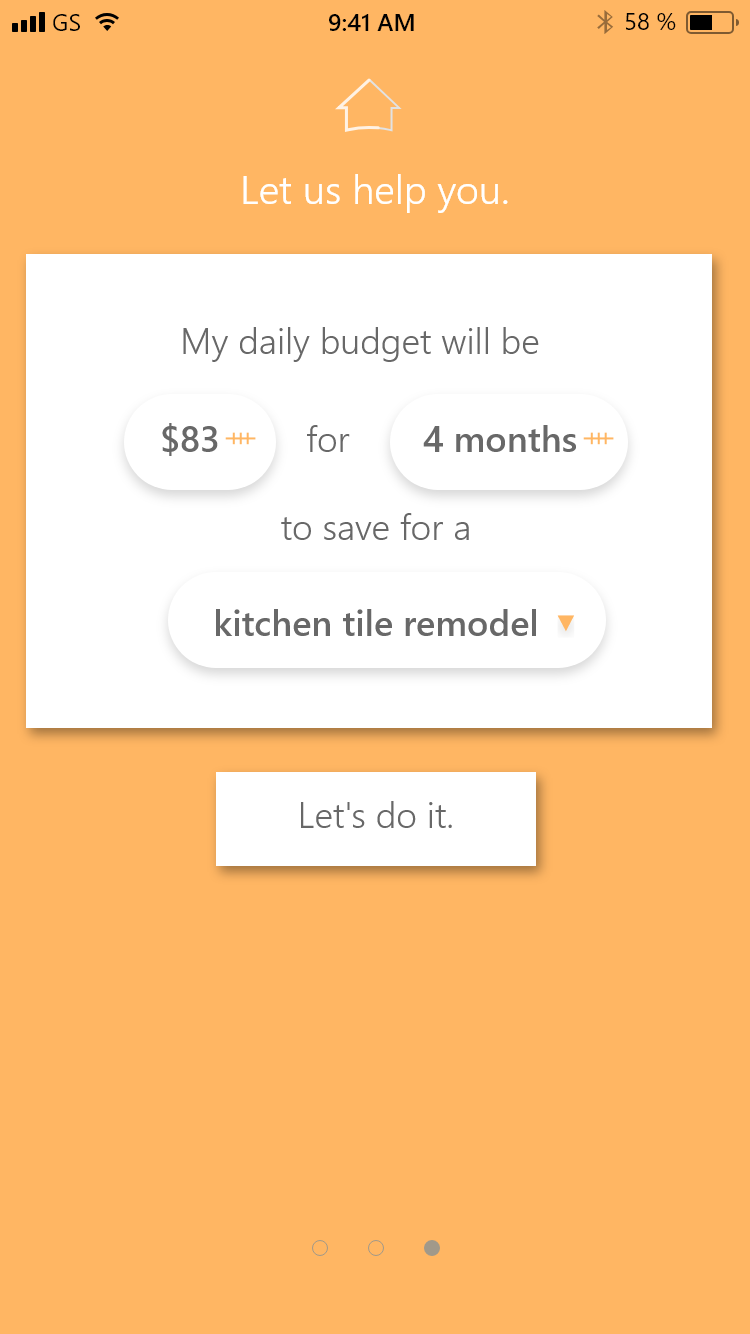 GS 9:41 AM 58 %
Let us help you.
My daily budget will be
$83 for 4 months
to save for a
kitchen tile remodel
Let's do it.